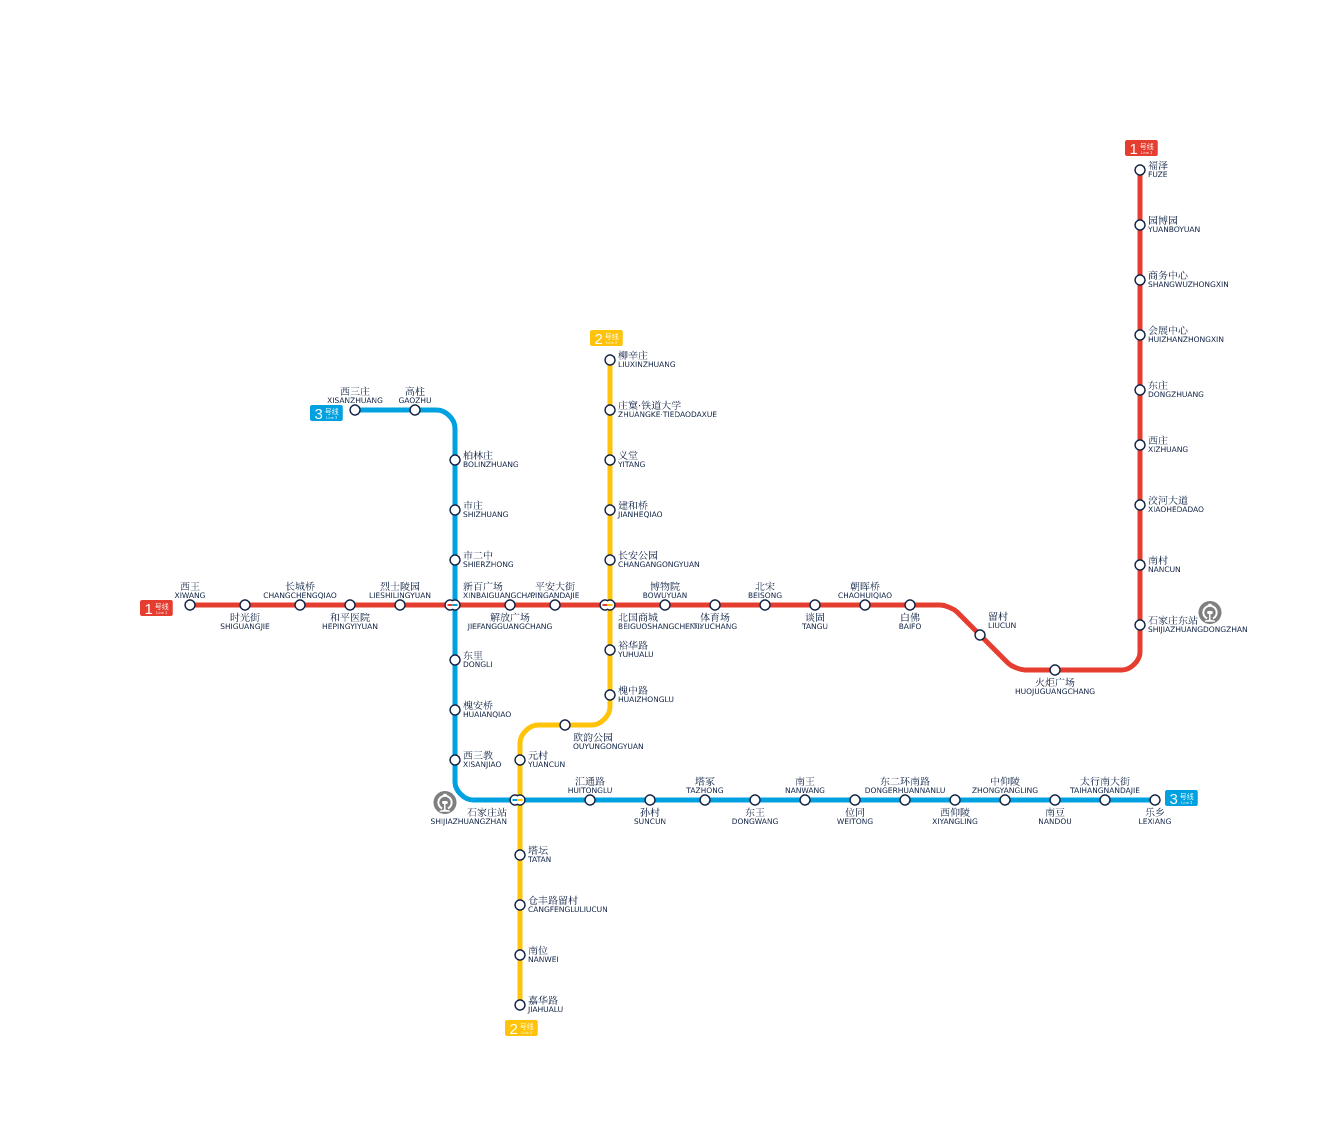 1 号线
Line 1
福泽
FUZE
园博园
YUANBOYUAN
商务中心
SHANGWUZHONGXIN
会展中心
HUIZHANZHONGXIN
东庄
DONGZHUANG
西庄
XIZHUANG
洨河大道
XIAOHEDADAO
南村
NANCUN
石家庄东站
SHIJIAZHUANGDONGZHAN
火炬广场
HUOJUGUANGCHANG
留村
LIUCUN
白佛
BAIFO
朝晖桥
CHAOHUIQIAO
谈固
TANGU
北宋
BEISONG
体育场
TIYUCHANG
博物院
BOWUYUAN
北国商城
BEIGUOSHANGCHENG
平安大街
PINGANDAJIE
解放广场
JIEFANGGUANGCHANG
新百广场
XINBAIGUANGCHANG
烈士陵园
LIESHILINGYUAN
和平医院
HEPINGYIYUAN
长城桥
CHANGCHENGQIAO
时光街
SHIGUANGJIE
西王
XIWANG
1 号线
Line 1
2 号线
柳辛庄
LIUXINZHUANG
庄窠·铁道大学
ZHUANGKE·TIEDAODAXUE
义堂
YITANG
建和桥
JIANHEQIAO
长安公园
CHANGANGONGYUAN
裕华路
YUHUALU
槐中路
HUAIZHONGLU
欧韵公园
OUYUNGONGYUAN
元村
YUANCUN
石家庄站
SHIJIAZHUANGZHAN
塔坛
TATAN
仓丰路留村
CANGFENGLULIUCUN
南位
NANWEI
嘉华路
JIAHUALU
2 号线
3 号线
Line 3
西三庄
XISANZHUANG
高柱
GAOZHU
柏林庄
BOLINZHUANG
市庄
SHIZHUANG
市二中
SHIERZHONG
东里
DONGLI
槐安桥
HUAIANQIAO
西三教
XISANJIAO
汇通路
HUITONGLU
孙村
SUNCUN
塔冢
TAZHONG
东王
DONGWANG
南王
NANWANG
位同
WEITONG
东二环南路
DONGERHUANNANLU
西仰陵
XIYANGLING
中仰陵
ZHONGYANGLING
南豆
NANDOU
太行南大街
TAIHANGNANDAJIE
乐乡
LEXIANG
3 号线
Line 3